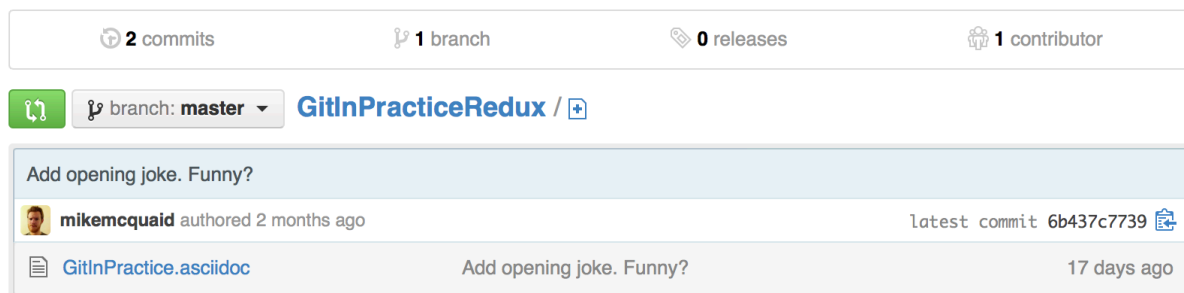 2 commits 1 branch 0 releases 1 contributor
branch: master GitInPracticeRedux / +
Add opening joke. Funny?
mikemcquaid authored 2 months ago latest commit 6b437c7739
GitInPractice.asciidoc Add opening joke. Funny? 17 days ago